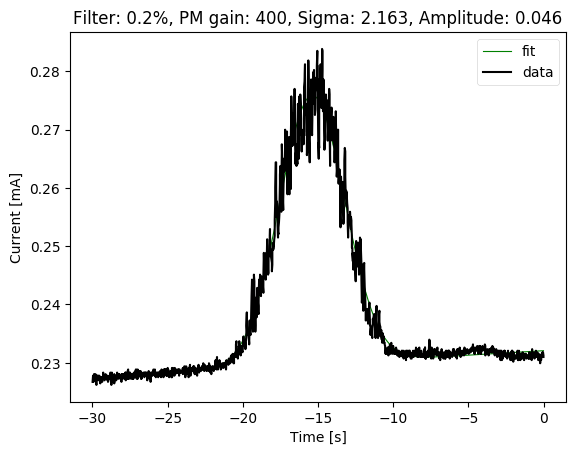 Filter: 0.2%, PM gain: 400, Sigma: 2.163, Amplitude: 0.046
fit
data
0.28
0.27
0.26
0.25
0.24
0.23
Current [mA]
−30
−25
−20
−15
−10
−5
0
Time [s]